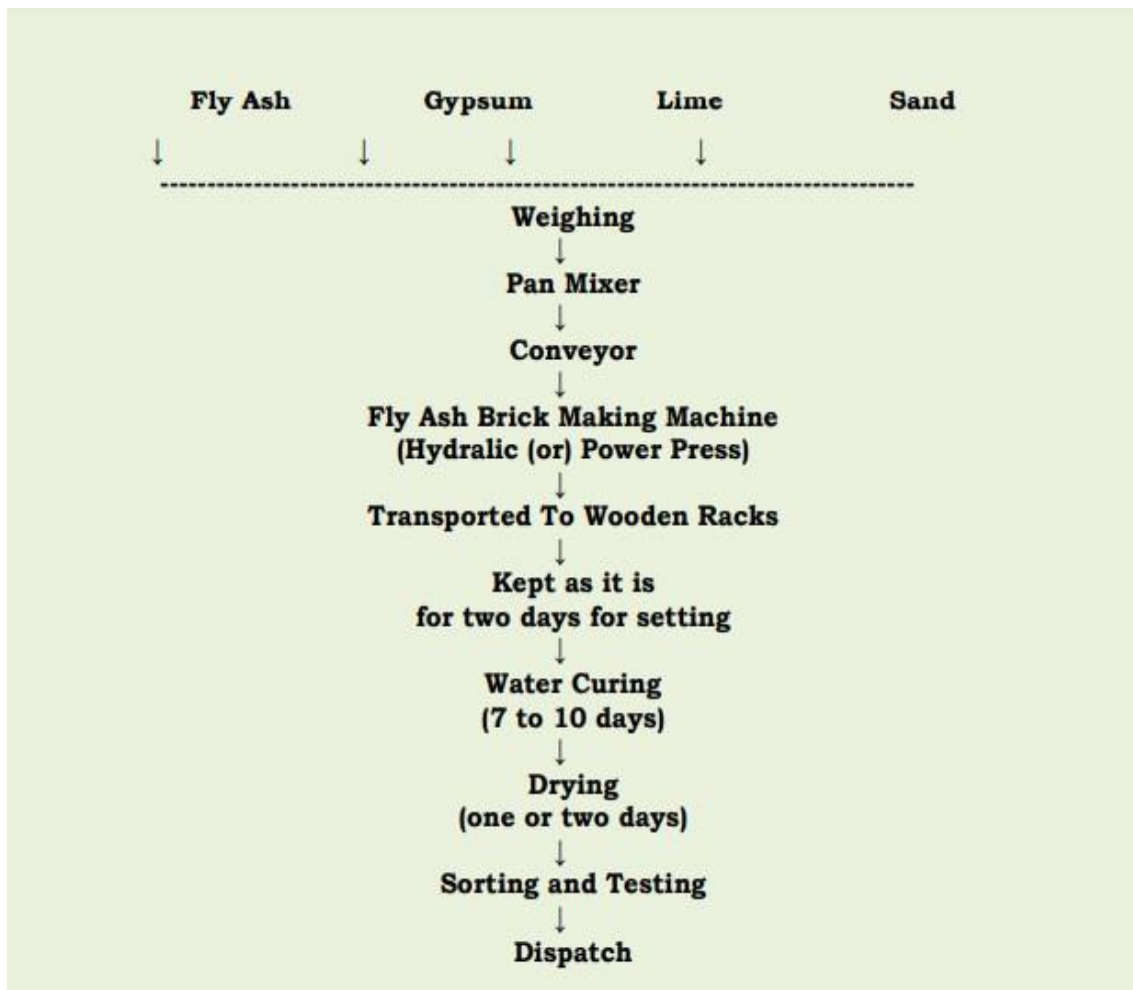 Fly Ash Gypsum Lime Sand
↓ ↓ ↓ ↓
--------------------------------------------------------------------------------
Weighing
↓
Pan Mixer
↓
Conveyor
↓
Fly Ash Brick Making Machine
(Hydralic (or) Power Press)
↓
Transported To Wooden Racks
↓
Kept as it is
for two days for setting
↓
Water Curing
(7 to 10 days)
↓
Drying
(one or two days)
↓
Sorting and Testing
↓
Dispatch